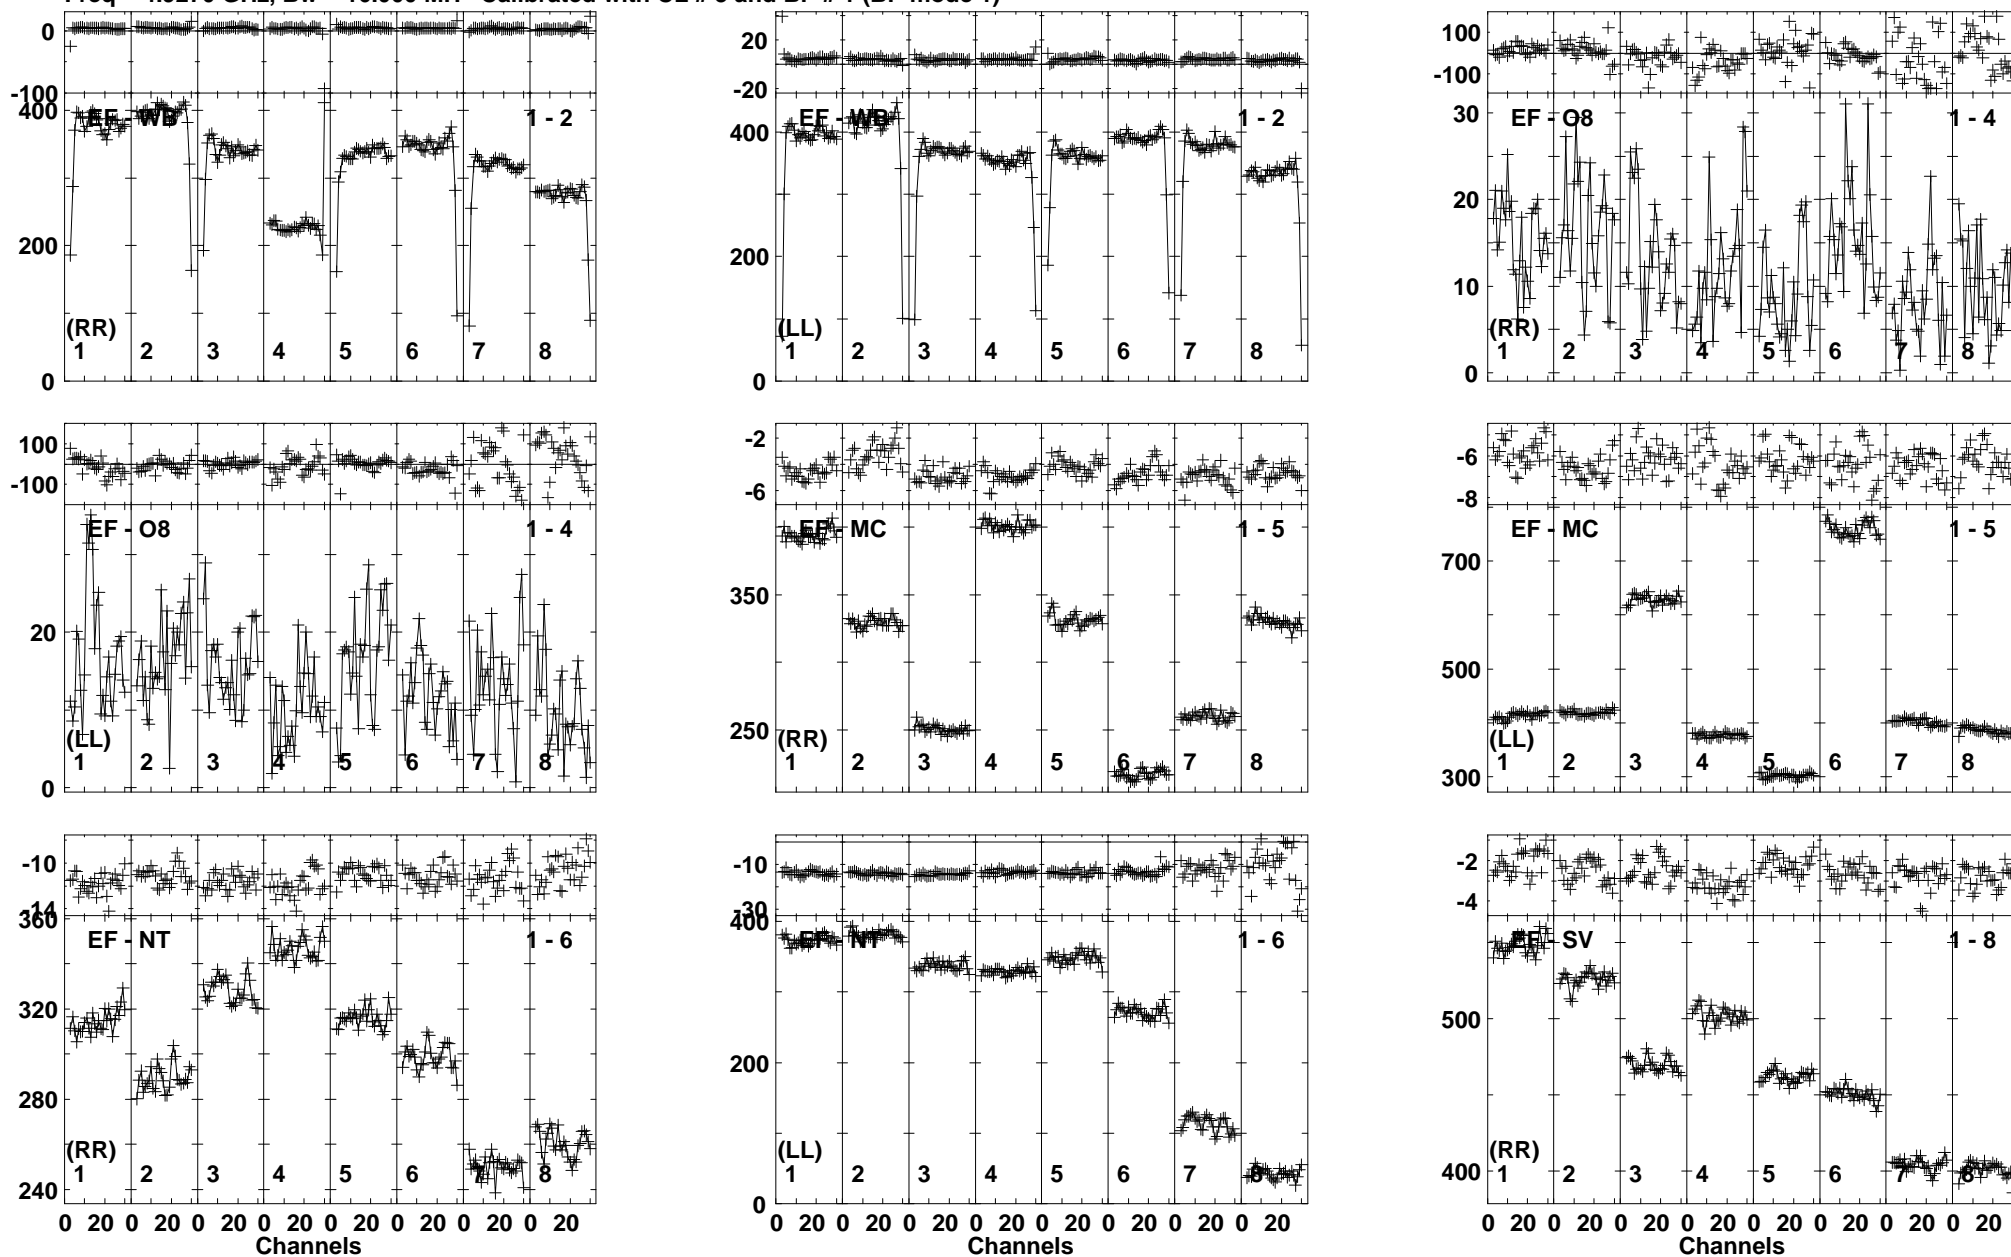 0
-100
400
200
0
EF - WB 1 - 2
(RR)
1 2 3 4 5 6 7 8
20
-20
400
200
0
EF - WB 1 - 2
(LL)
1 2 3 4 5 6 7 8
100
-100
30
20
10
0
EF - O8 1 - 4
(RR)
1 2 3 4 5 6 7 8
100
-100
20
0
EF - O8 1 - 4
(LL)
1 2 3 4 5 6 7 8
-2
-6
350
250
EF - MC 1 - 5
(RR)
1 2 3 4 5 6 7 8
-6
-8
700
500
300
EF - MC 1 - 5
(LL)
1 2 3 4 5 6 7 8
-10
-14
360
320
280
240
EF - NT 1 - 6
(RR)
1 2 3 4 5 6 7 8
0 20 0 20 0 20 0 20 0 20 0 20 0 20 0 20
Channels
-10
-30
400
200
0
EF - NT 1 - 6
(LL)
1 2 3 4 5 6 7 8
0 20 0 20 0 20 0 20 0 20 0 20 0 20 0 20
Channels
-2
-4
500
400
EF - SV 1 - 8
(RR)
1 2 3 4 5 6 7 8
0 20 0 20 0 20 0 20 0 20 0 20 0 20 0 20
Channels